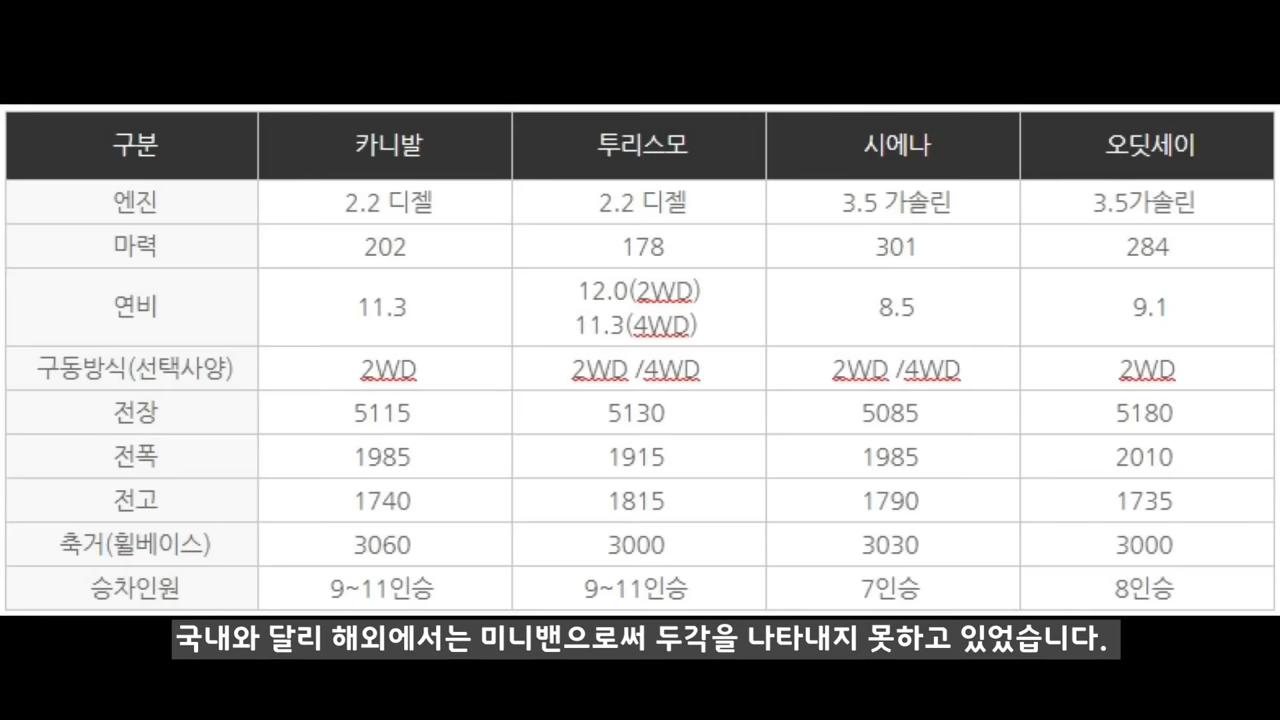 구분 카니발 투리스모 시에나 오딧세이
엔진 2.2 디젤 2.2 디젤 3.5 가솔린 3.5가솔린
마력 202 178 301 284
연비 11.3 12.0(2WD) 11.3(4WD) 8.5 9.1
구동방식(선택사양) 2WD 2WD /4WD 2WD /4WD 2WD
전장 5115 5130 5085 5180
전폭 1985 1915 1985 2010
전고 1740 1815 1790 1735
축거(휠베이스) 3060 3000 3030 3000
승차인원 9~11인승 9~11인승 7인승 8인승
국내와 달리 해외에서는 미니밴으로써 두각을 나타내지 못하고 있었습니다.